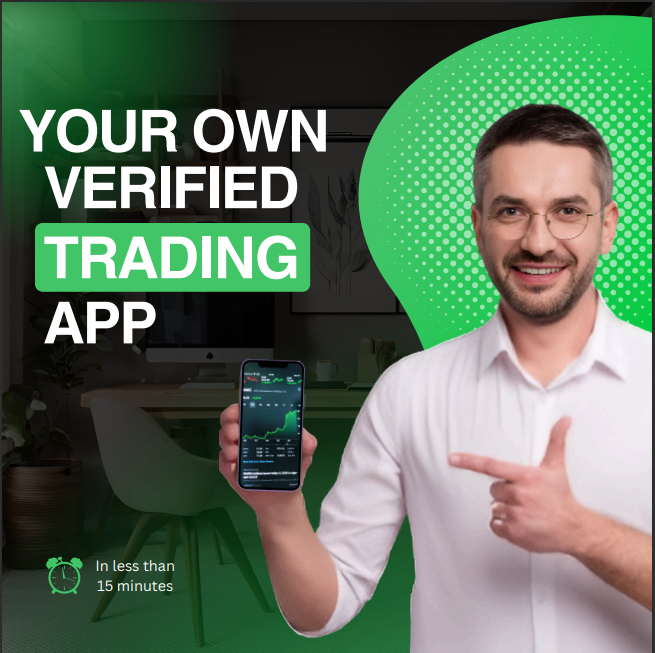 YOUR OWN
VERIFIED
TRADING
APP
In less than
15 minutes